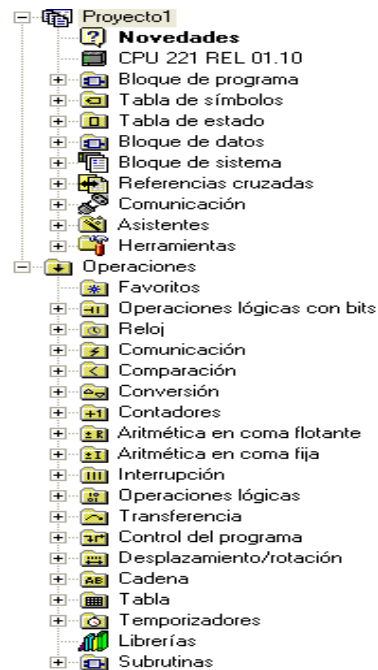 Proyecto1
Novedades
CPU 221 REL 01.10
Bloque de programa
Tabla de símbolos
Tabla de estado
Bloque de datos
Bloque de sistema
Referencias cruzadas
Comunicación
Asistentes
Herramientas
Operaciones
Favoritos
Operaciones lógicas con bits
Reloj
Comunicación
Comparación
Conversión
Contadores
Aritmética en coma flotante
Aritmética en coma fija
Interrupción
Operaciones lógicas
Transferencia
Control del programa
Desplazamiento/rotación
Cadena
Tabla
Temporizadores
Librerías
Subrutinas